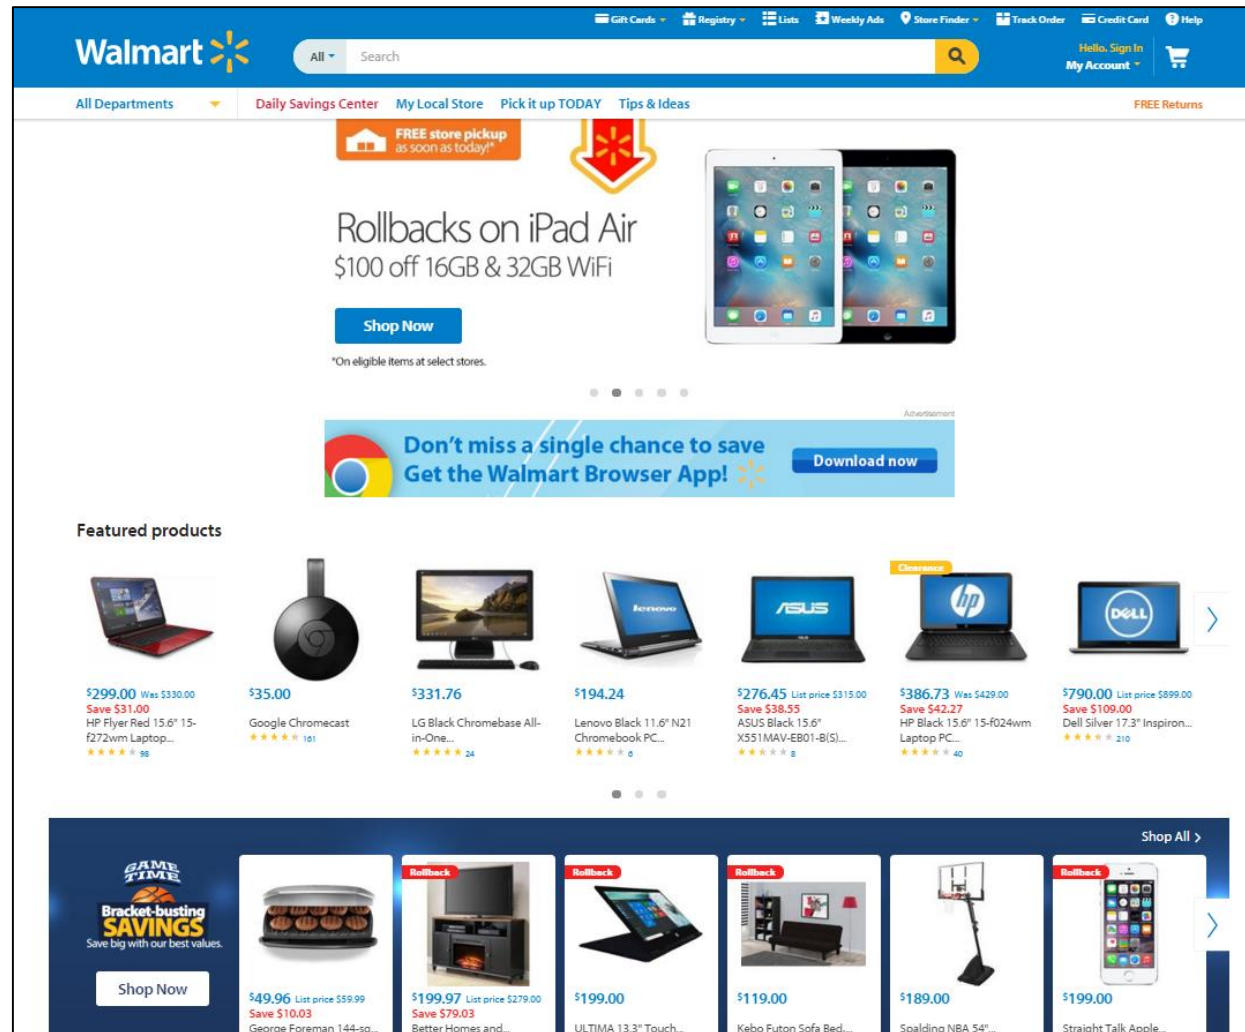 Gift Cards
Registry
Lists
Weekly Ads
Store Finder
Track Order
Credit Card
Help
Walmart
All
Search
Hello. Sign In
My Account
All Departments
Daily Savings Center
My Local Store
Pick it up TODAY
Tips & Ideas
FREE Returns
FREE store pickup
as soon as today!*
Rollbacks on iPad Air
$100 off 16GB & 32GB WiFi
Shop Now
*On eligible items at select stores.
Advertisement
Don't miss a single chance to save
Get the Walmart Browser App!
Download now
Featured products
lenovo
/SUS
Clearance
hp
DELL
$299.00 Was $330.00
Save $31.00
HP Flyer Red 15.6" 15-
f272wm Laptop...
98
$35.00
Google Chromecast
161
$331.76
LG Black Chromebase All-
in-One...
24
$194.24
Lenovo Black 11.6" N21
Chromebook PC...
6
$276.45 List price $315.00
Save $38.55
ASUS Black 15.6"
X551MAV-EB01-B(S)...
8
$386.73 Was $429.00
Save $42.27
HP Black 15.6" 15-f024wm
Laptop PC...
40
$790.00 List price $899.00
Save $109.00
Dell Silver 17.3" Inspiron...
210
Shop All
GAME
TIME
Bracket-busting
SAVINGS
Save big with our best values.
Shop Now
$49.96 List price $59.99
Save $10.03
George Foreman 144-sq...
Rollback
$199.97 List price $279.00
Save $79.03
Better Homes and...
Rollback
$199.00
ULTIMA 13.3" Touch...
Rollback
$119.00
Kebo Futon Sofa Bed,...
$189.00
Spalding NBA 54"...
Rollback
$199.00
Straight Talk Apple...